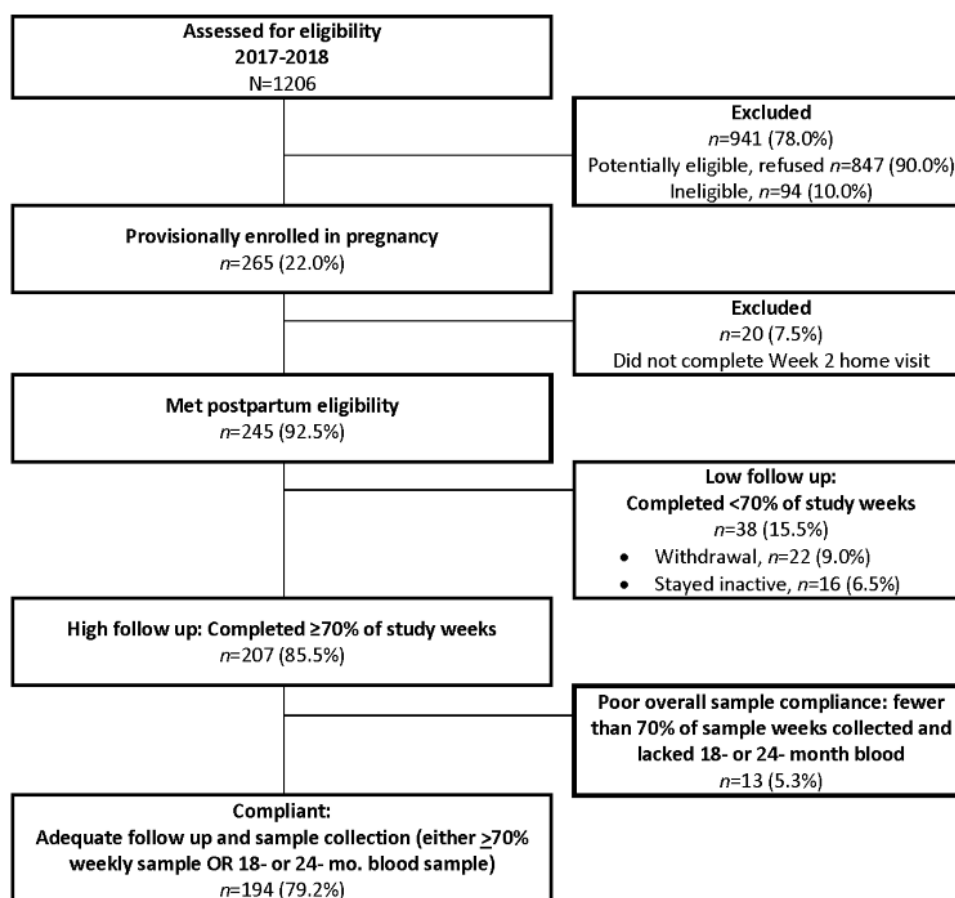 Assessed for eligibility
2017-2018
N=1206
Excluded
n=941 (78.0%)
Potentially eligible, refused n=847 (90.0%)
Ineligible, n=94 (10.0%)
Provisionally enrolled in pregnancy
n=265 (22.0%)
Excluded
n=20 (7.5%)
Did not complete Week 2 home visit
Met postpartum eligibility
n=245 (92.5%)
Low follow up:
Completed <70% of study weeks
n=38 (15.5%)
• Withdrawal, n=22 (9.0%)
• Stayed inactive, n=16 (6.5%)
High follow up: Completed ≥70% of study weeks
n=207 (85.5%)
Poor overall sample compliance: fewer
than 70% of sample weeks collected and
lacked 18- or 24- month blood
n=13 (5.3%)
Compliant:
Adequate follow up and sample collection (either ≥70%
weekly sample OR 18- or 24- mo. blood sample)
n=194 (79.2%)